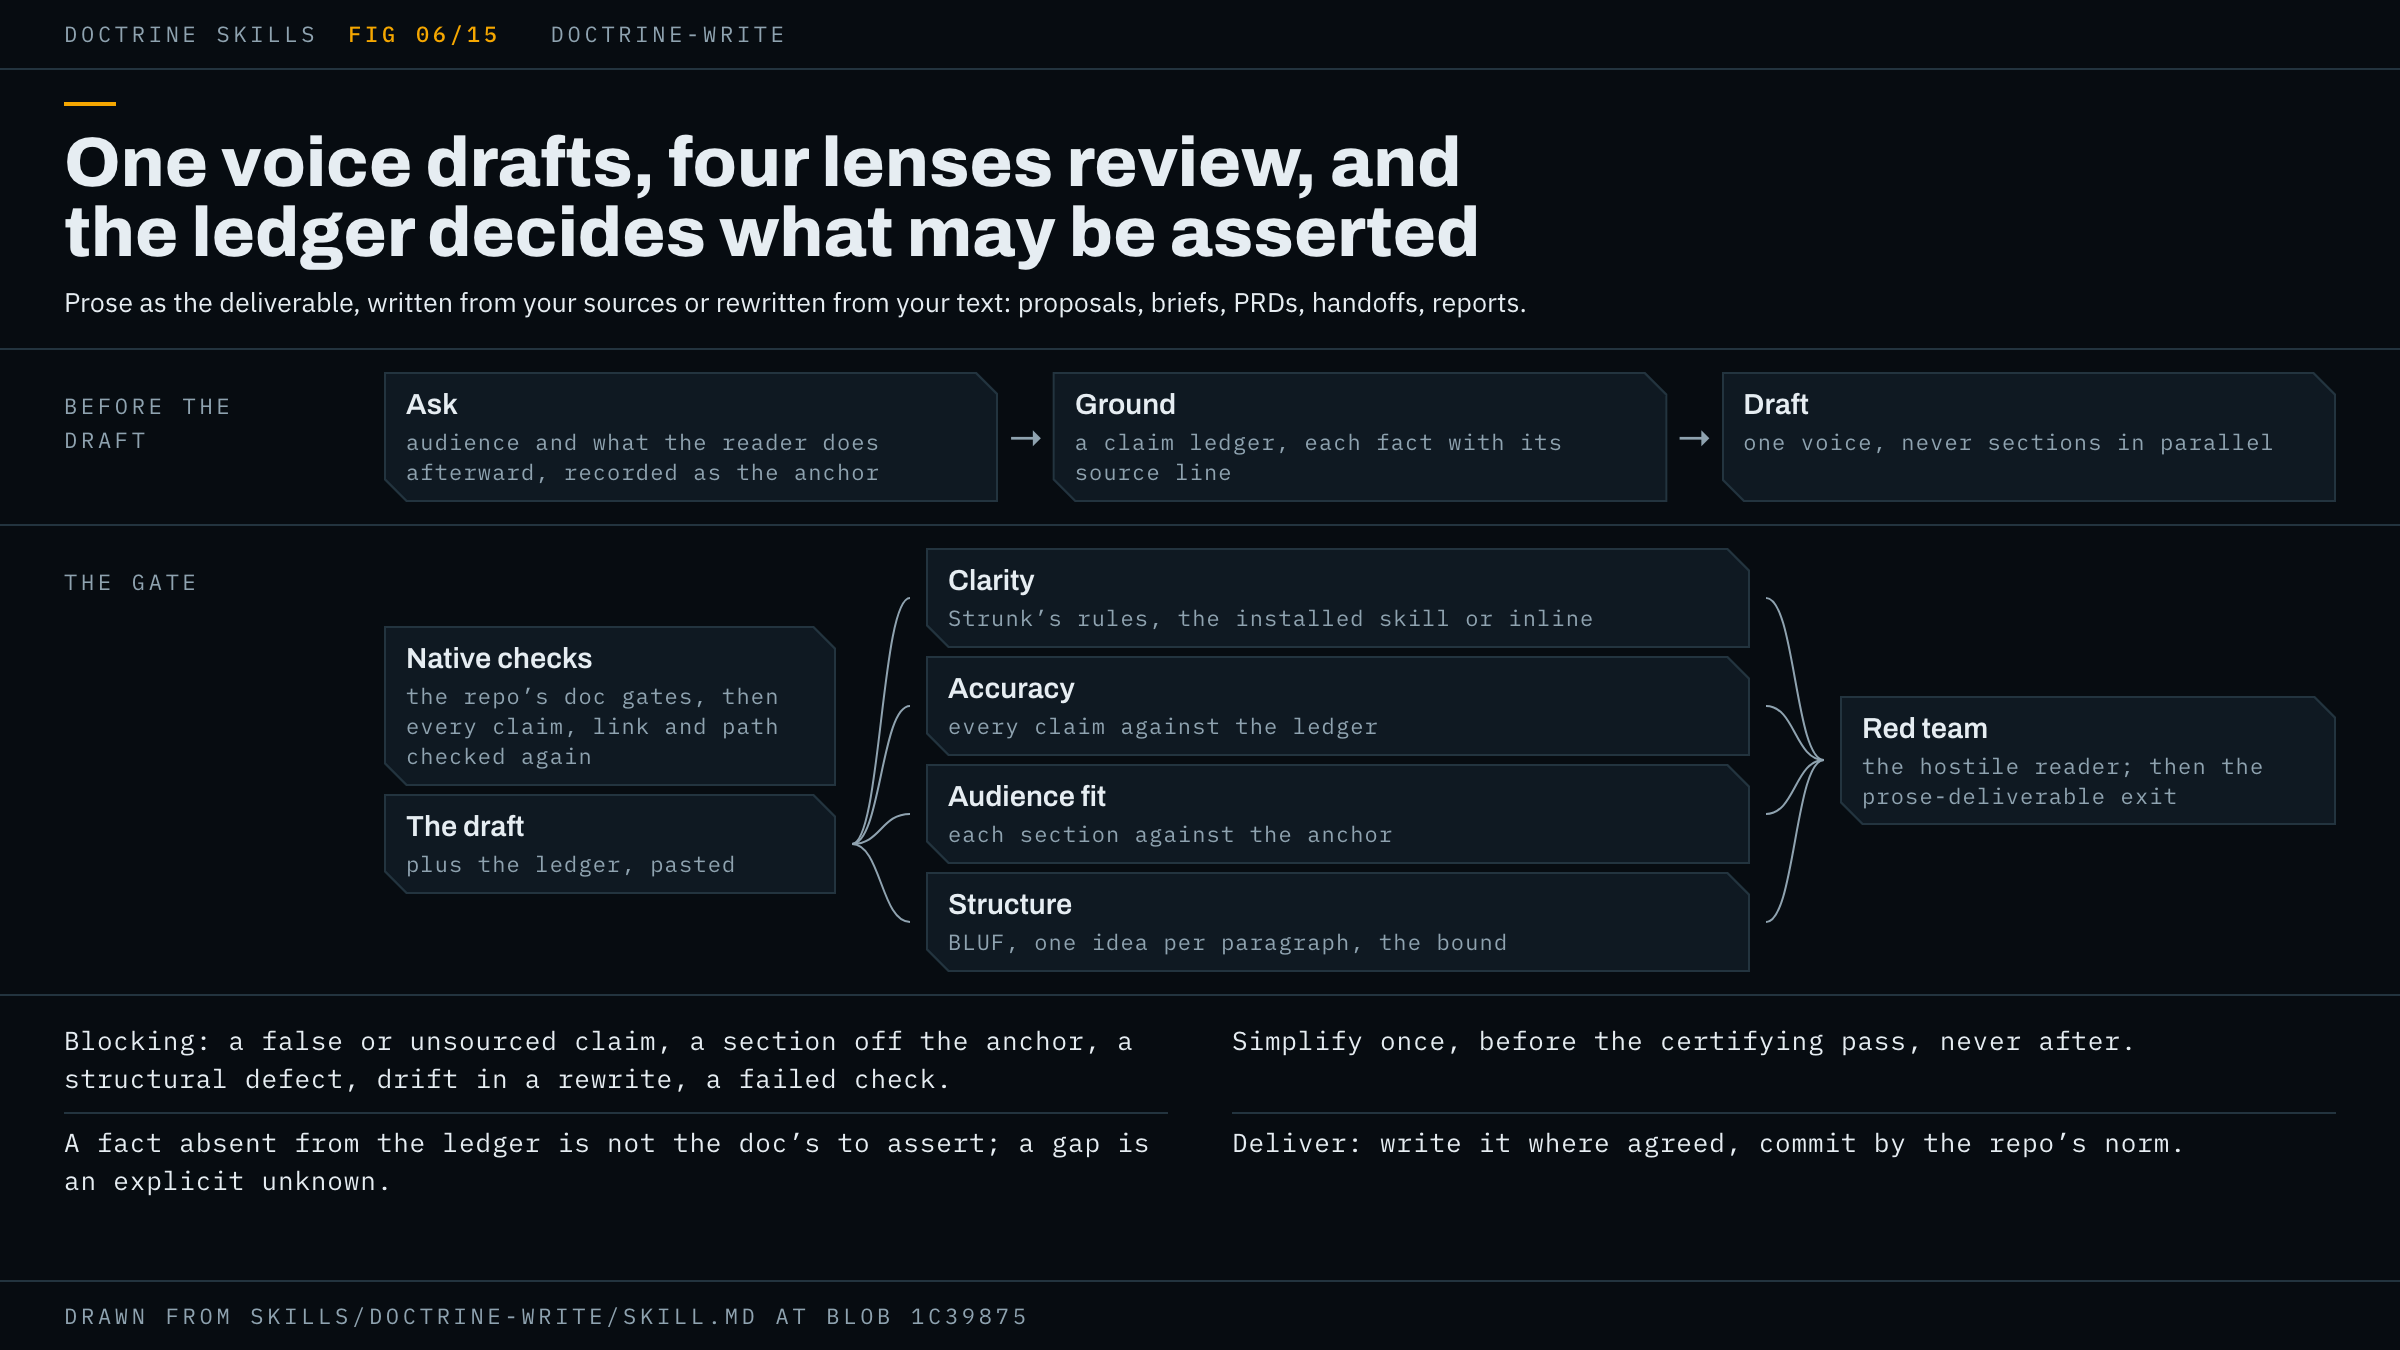 DOCTRINE SKILLS FIG 06/15 DOCTRINE-WRITE
One voice drafts, four lenses review, and
the ledger decides what may be asserted
Prose as the deliverable, written from your sources or rewritten from your text: proposals, briefs, PRDs, handoffs, reports.
BEFORE THE
DRAFT
Ask
audience and what the reader does
afterward, recorded as the anchor
Ground
a claim ledger, each fact with its
source line
Draft
one voice, never sections in parallel
THE GATE
Native checks
the repo’s doc gates, then
every claim, link and path
checked again
The draft
plus the ledger, pasted
Clarity
Strunk’s rules, the installed skill or inline
Accuracy
every claim against the ledger
Audience fit
each section against the anchor
Structure
BLUF, one idea per paragraph, the bound
Red team
the hostile reader; then the
prose-deliverable exit
Blocking: a false or unsourced claim, a section off the anchor, a
structural defect, drift in a rewrite, a failed check.
Simplify once, before the certifying pass, never after.
A fact absent from the ledger is not the doc’s to assert; a gap is
an explicit unknown.
Deliver: write it where agreed, commit by the repo’s norm.
DRAWN FROM SKILLS/DOCTRINE-WRITE/SKILL.MD AT BLOB 1C39875